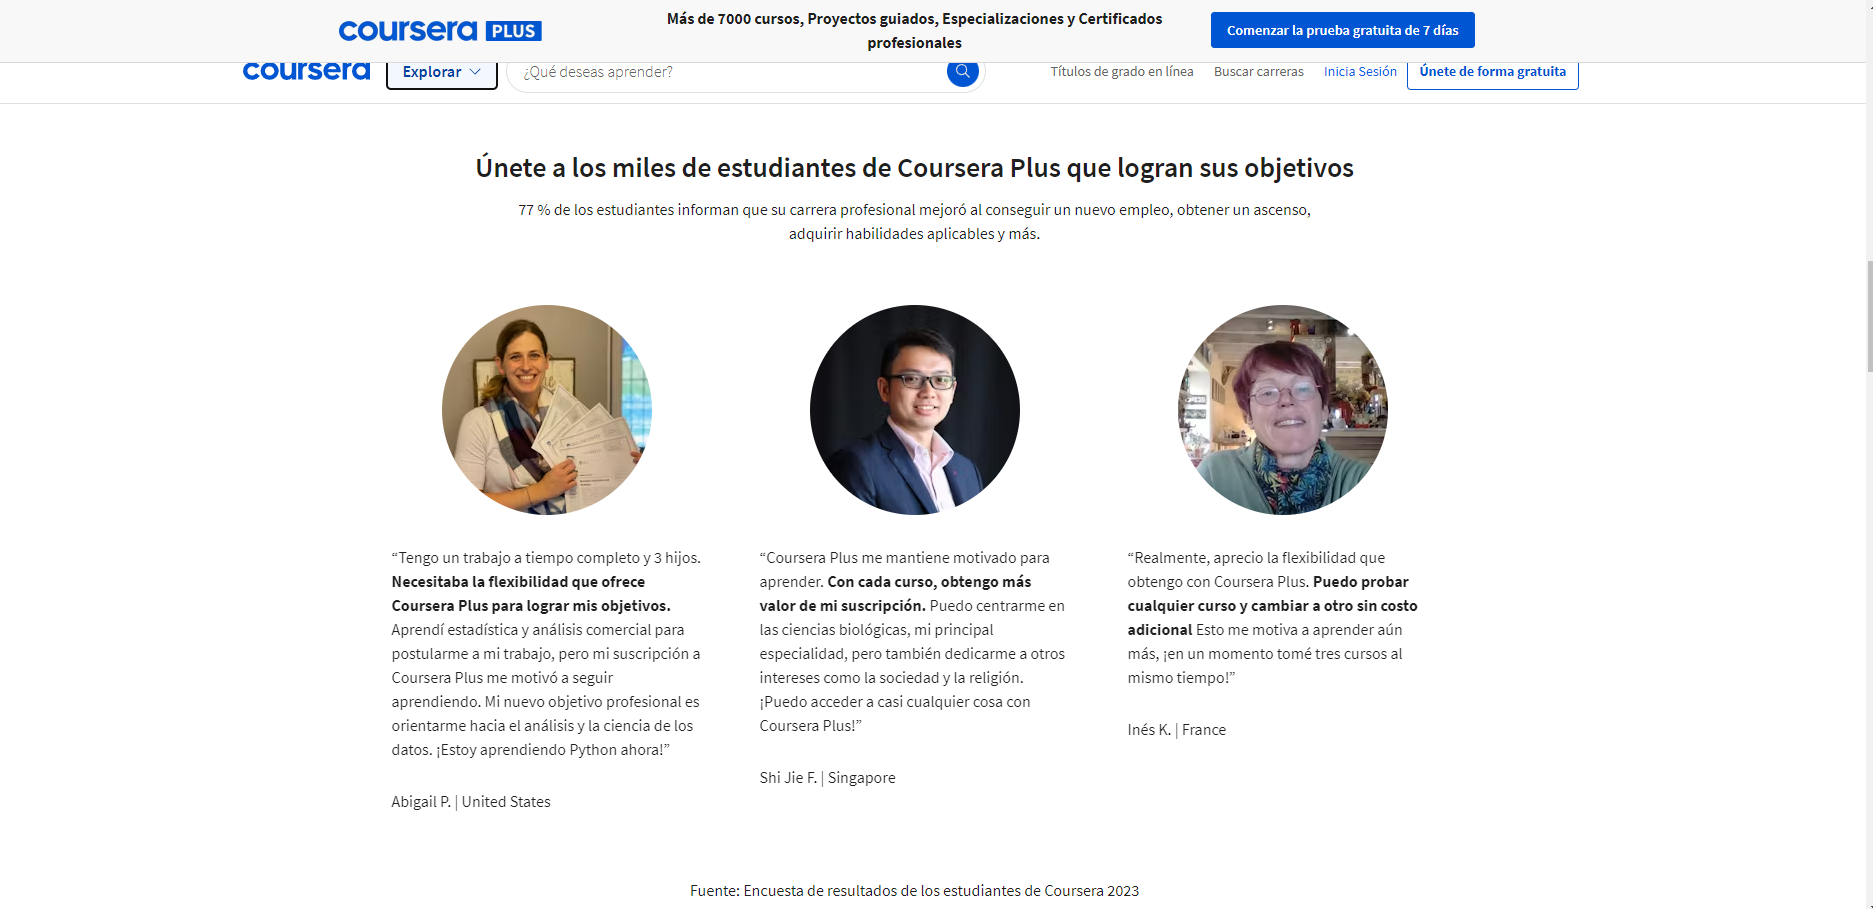 coursera PLUS
Más de 7000 cursos, Proyectos guiados, Especializaciones y Certificados
profesionales
Comenzar la prueba gratuita de 7 días
coursera
Explorar
¿Qué deseas aprender?
Títulos de grado en línea
Buscar carreras
Inicia Sesión
Únete de forma gratuita
Únete a los miles de estudiantes de Coursera Plus que logran sus objetivos
77 % de los estudiantes informan que su carrera profesional mejoró al conseguir un nuevo empleo, obtener un ascenso,
adquirir habilidades aplicables y más.
“Tengo un trabajo a tiempo completo y 3 hijos.
Necesitaba la flexibilidad que ofrece
Coursera Plus para lograr mis objetivos.
Aprendí estadística y análisis comercial para
postularme a mi trabajo, pero mi suscripción a
Coursera Plus me motivó a seguir
aprendiendo. Mi nuevo objetivo profesional es
orientarme hacia el análisis y la ciencia de los
datos. ¡Estoy aprendiendo Python ahora!”
Abigail P. | United States
“Coursera Plus me mantiene motivado para
aprender. Con cada curso, obtengo más
valor de mi suscripción. Puedo centrarme en
las ciencias biológicas, mi principal
especialidad, pero también dedicarme a otros
intereses como la sociedad y la religión.
¡Puedo acceder a casi cualquier cosa con
Coursera Plus!”
Shi Jie F. | Singapore
“Realmente, aprecio la flexibilidad que
obtengo con Coursera Plus. Puedo probar
cualquier curso y cambiar a otro sin costo
adicional Esto me motiva a aprender aún
más, ¡en un momento tomé tres cursos al
mismo tiempo!”
Inés K. | France
Fuente: Encuesta de resultados de los estudiantes de Coursera 2023